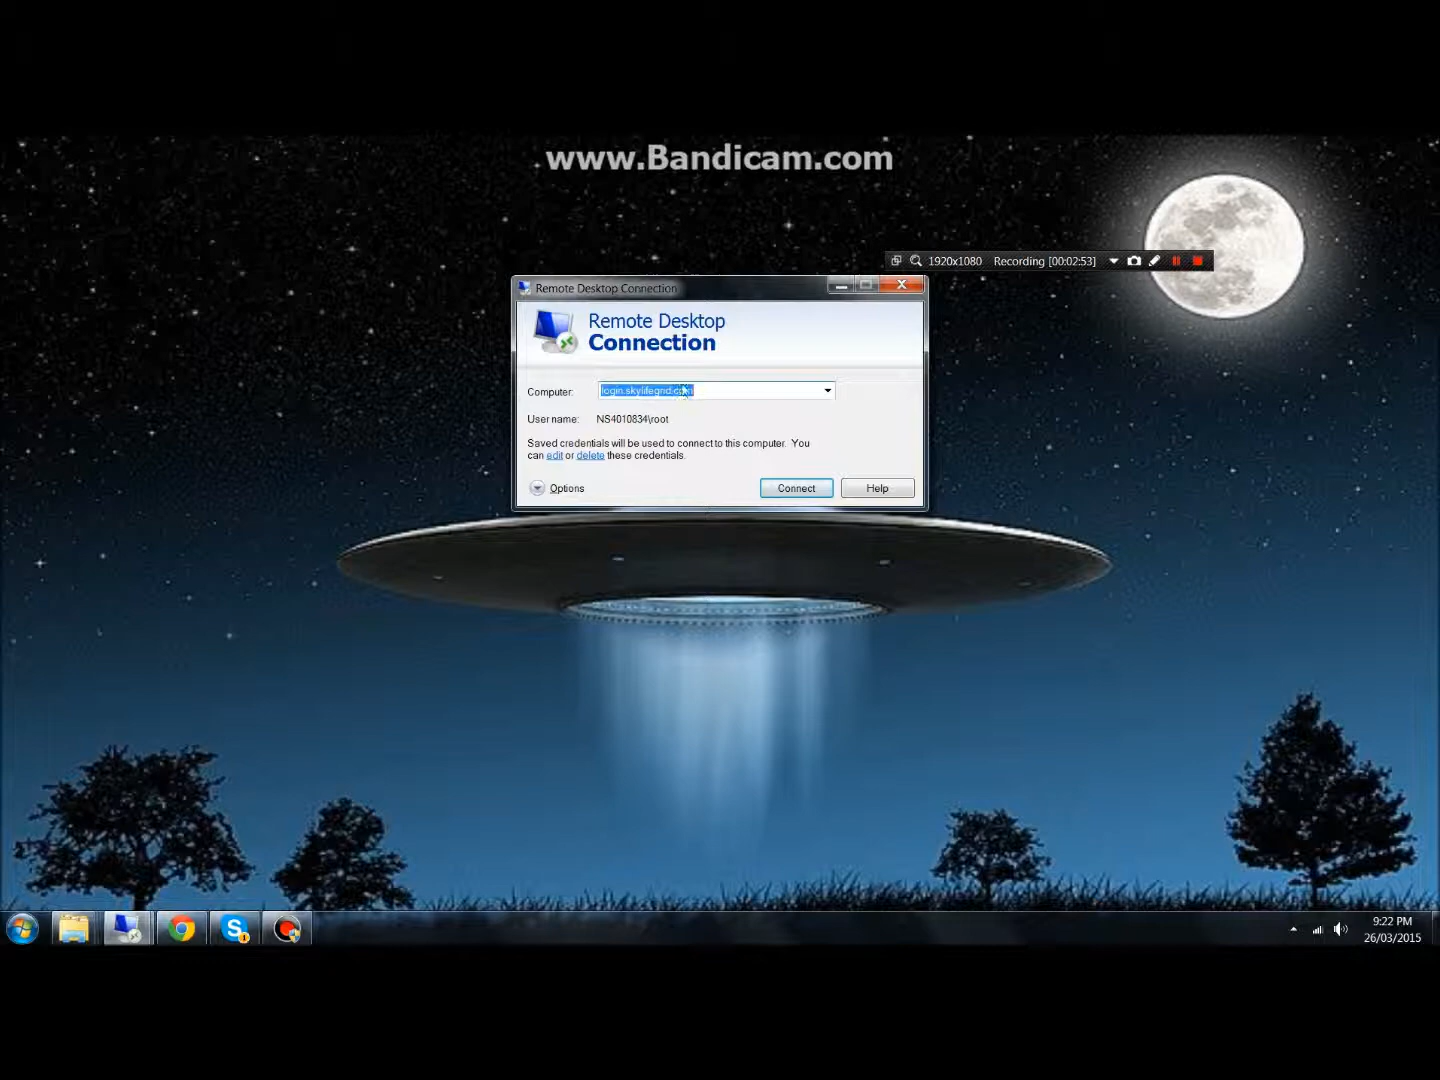 www.Bandicam.com
1920x1080 Recording [00:02:53]
Remote Desktop Connection
Remote Desktop
Connection
Computer:
User name: NS4010834\root
Saved credentials will be used to connect to this computer. You
can edit or delete these credentials.
Options
Connect
Help
9:22 PM
26/03/2015